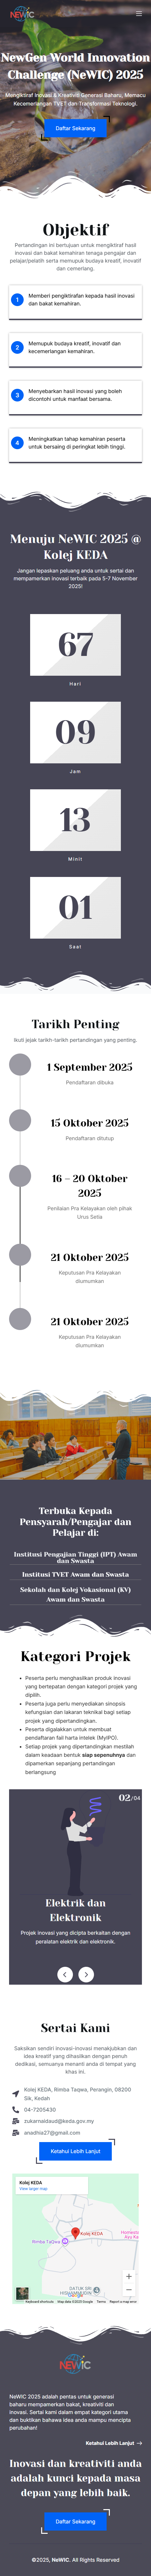 NEWIC
NewGen World Innovation
Challenge (NeWIC) 2025
Mengiktiraf Inovasi & Kreativiti Generasi Baharu, Memacu
Kecemerlangan TVET dan Transformasi Teknologi.
Daftar Sekarang
Objektif
Pertandingan ini bertujuan untuk mengiktiraf hasil
inovasi dan bakat kemahiran tenaga pengajar dan
pelajar/pelatih serta memupuk budaya kreatif, inovatif
dan cemerlang.
1
Memberi pengiktirafan kepada hasil inovasi
dan bakat kemahiran.
2
Memupuk budaya kreatif, inovatif dan
kecemerlangan kemahiran.
3
Menyebarkan hasil inovasi yang boleh
dicontohi untuk manfaat bersama.
4
Meningkatkan tahap kemahiran peserta
untuk bersaing di peringkat lebih tinggi.
Menuju NeWIC 2025 @
Kolej KEDA
Jangan lepaskan peluang anda untuk sertai dan
mempamerkan inovasi terbaik pada 5-7 November
2025!
67
Hari
09
Jam
13
Minit
01
Saat
Tarikh Penting
Ikuti jejak tarikh-tarikh pertandingan yang penting.
1 September 2025
Pendaftaran dibuka
15 Oktober 2025
Pendaftaran ditutup
16 – 20 Oktober
2025
Penilaian Pra Kelayakan oleh pihak
Urus Setia
21 Oktober 2025
Keputusan Pra Kelayakan
diumumkan
21 Oktober 2025
Keputusan Pra Kelayakan
diumumkan
Terbuka Kepada
Pensyarah/Pengajar dan
Pelajar di:
Institusi Pengajian Tinggi (IPT) Awam
dan Swasta
Institusi TVET Awam dan Swasta
Sekolah dan Kolej Vokasional (KV)
Awam dan Swasta
Kategori Projek
Peserta perlu menghasilkan produk inovasi
yang bertepatan dengan kategori projek yang
dipilih.
Peserta juga perlu menyediakan sinopsis
kefungsian dan lakaran teknikal bagi setiap
projek yang dipertandingkan.
Peserta digalakkan untuk membuat
pendaftaran fail harta intelek (MyIPO).
Setiap projek yang dipertandingkan mestilah
dalam keadaan bentuk siap sepenuhnya dan
dipamerkan sepanjang pertandingan
berlangsung
02/04
Elektrik dan
Elektronik
Projek inovasi yang dicipta berkaitan dengan
peralatan elektrik dan elektronik.
Sertai Kami
Saksikan sendiri inovasi-inovasi menakjubkan dan
idea kreatif yang dihasilkan dengan penuh
dedikasi, semuanya menanti anda di tempat yang
khas ini.
Kolej KEDA, Rimba Taqwa, Perangin, 08200
Sik, Kedah
04-7205430
zukarnaidaud@keda.gov.my
anadhia27@gmail.com
Ketahui Lebih Lanjut
Kolej KEDA
View larger map
Kolej KEDA
Rimba TaQwa
Google
Keyboard shortcuts
Map data ©2025 Google
Terms
Report a map error
NEWIC
NeWIC 2025 adalah pentas untuk generasi
baharu mempamerkan bakat, kreativiti dan
inovasi. Sertai kami dalam empat kategori utama
dan buktikan bahawa idea anda mampu mencipta
perubahan!
Ketahui Lebih Lanjut
Inovasi dan kreativiti anda
adalah kunci kepada masa
depan yang lebih baik.
Daftar Sekarang
©2025, NeWIC. All Rights Reserved